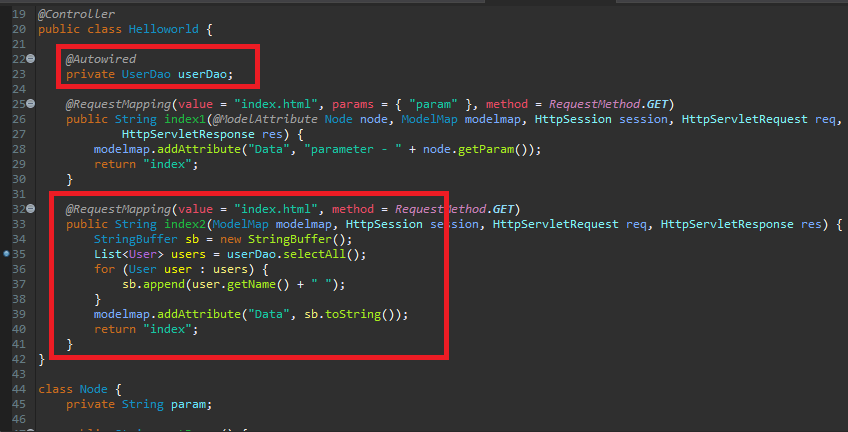 19 @Controller
20 public class Helloworld {
21
22 @Autowired
23 private UserDao userDao;
24
25 @RequestMapping(value = "index.html", params = { "param" }, method = RequestMethod.GET)
26 public String index1(@ModelAttribute Node node, ModelMap modelmap, HttpSession session, HttpServletRequest req,
27 HttpServletResponse res) {
28 modelmap.addAttribute("Data", "parameter - " + node.getParam());
29 return "index";
30 }
31
32 @RequestMapping(value = "index.html", method = RequestMethod.GET)
33 public String index2(ModelMap modelmap, HttpSession session, HttpServletRequest req, HttpServletResponse res) {
34 StringBuffer sb = new StringBuffer();
35 List<User> users = userDao.selectAll();
36 for (User user : users) {
37 sb.append(user.getName() + " ");
38 }
39 modelmap.addAttribute("Data", sb.toString());
40 return "index";
41 }
42 }
43
44 class Node {
45 private String param;
46